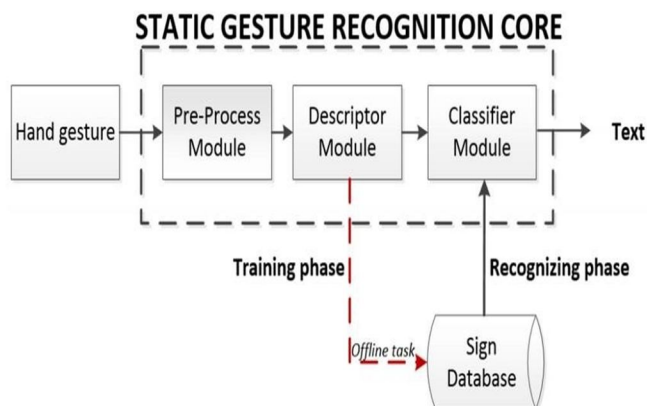 STATIC GESTURE RECOGNITION CORE
Hand gesture
Pre-Process
Module
Descriptor
Module
Classifier
Module
Text
Training phase
Recognizing phase
Offline task
Sign
Database